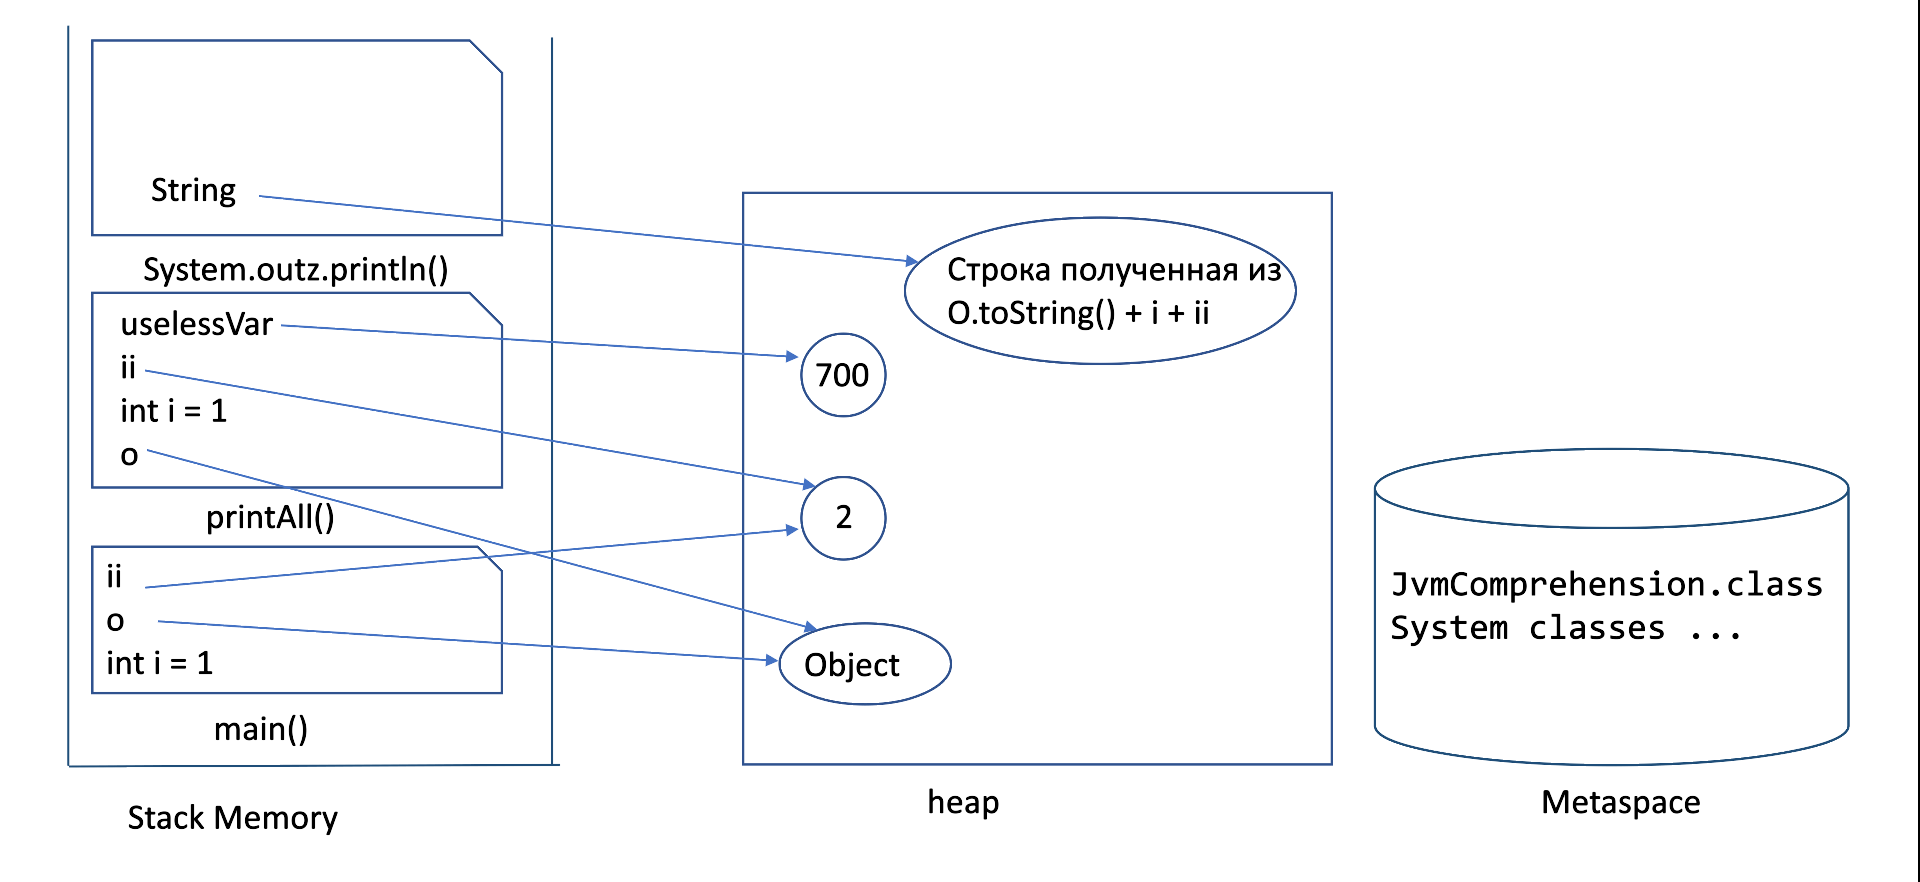 String
System.outz.println()
uselessVar
ii
int i = 1
o
printAll()
ii
o
int i = 1
main()
Stack Memory
Строка полученная из
O.toString() + i + ii
700
2
Object
heap
JvmComprehension.class
System classes ...
Metaspace